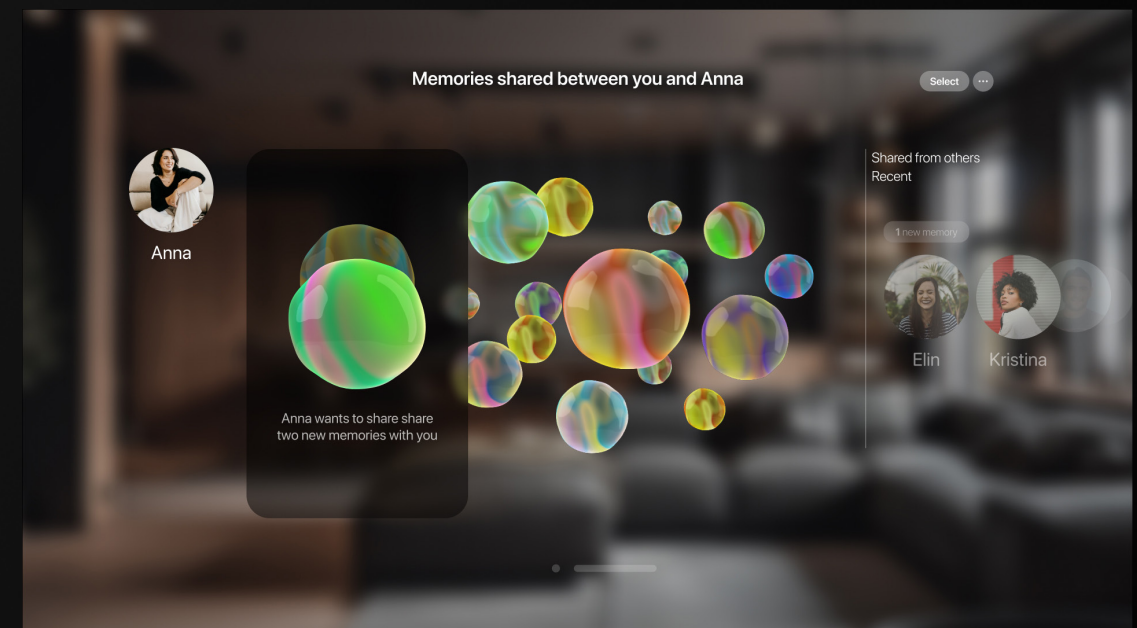 Memories shared between you and Anna
Select
Anna
Anna wants to share share
two new memories with you
Shared from others
Recent
1 new memory
Elin
Kristina